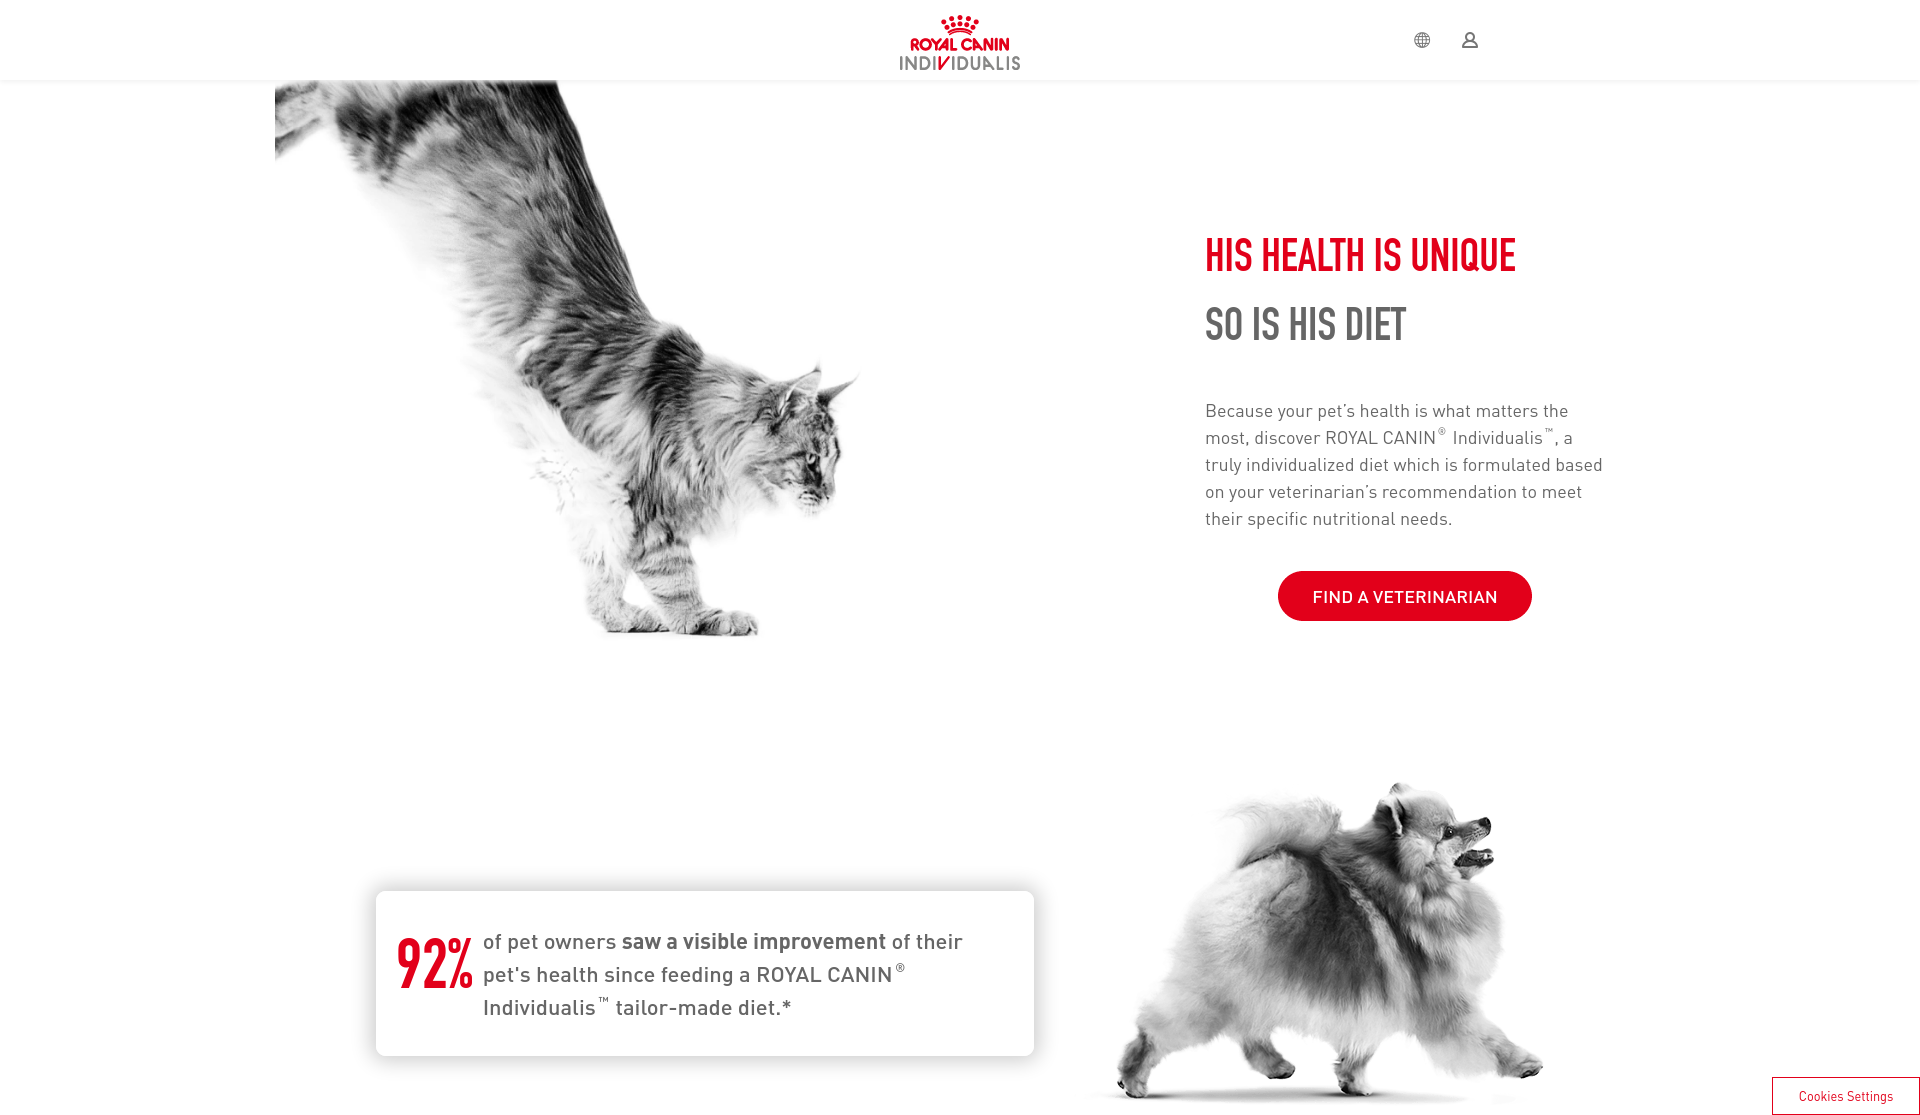 ROYAL CANIN
INDIVIDUALIS
HIS HEALTH IS UNIQUE
SO IS HIS DIET
Because your pet’s health is what matters the
most, discover ROYAL CANIN® Individualis™, a
truly individualized diet which is formulated based
on your veterinarian’s recommendation to meet
their specific nutritional needs.
FIND A VETERINARIAN
92%
of pet owners saw a visible improvement of their
pet's health since feeding a ROYAL CANIN®
Individualis™ tailor-made diet.*
Cookies Settings